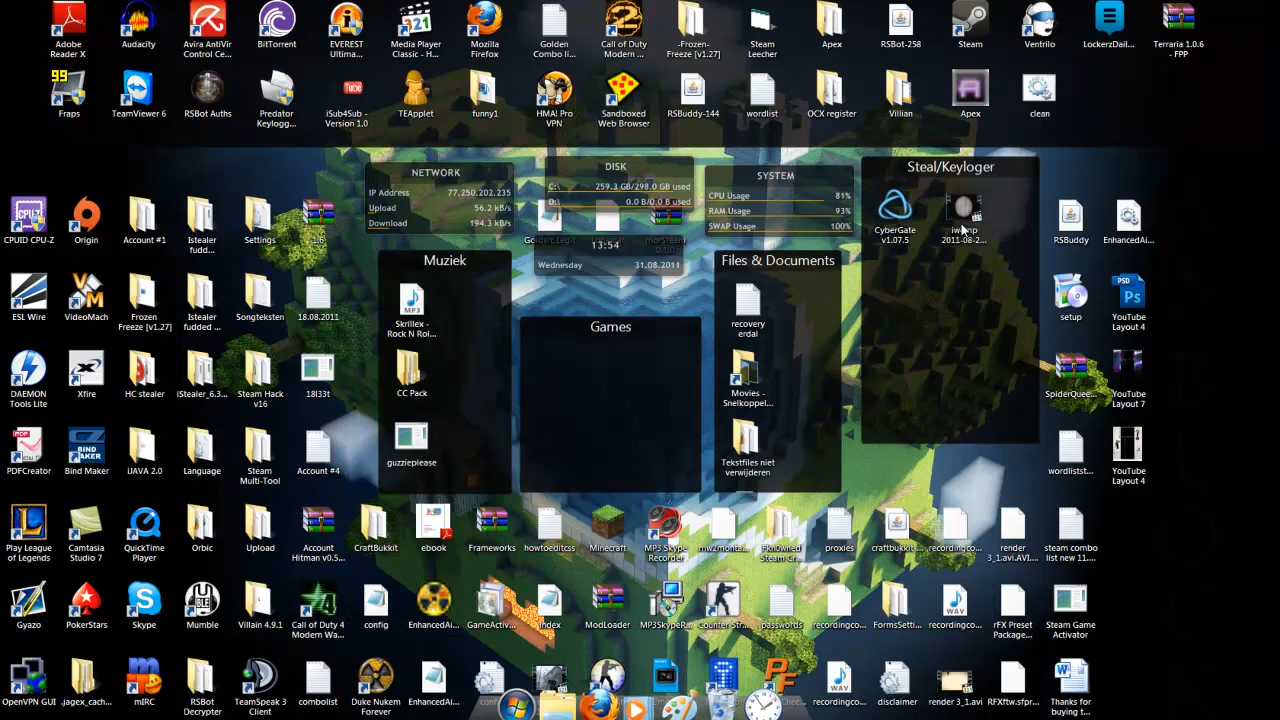 Adobe
Reader X
Audacity
Avira AntiVir
Control Ce...
BitTorrent
EVEREST
Ultima...
Media Player
Classic - H...
Mozilla
Firefox
Golden
Combo li...
Call of Duty
Modern ...
-Frozen-
Freeze [v1.27]
Steam
Leecher
Apex
RSBot-258
Steam
Ventrilo
LockerzDail...
Terraria 1.0.6
- FPP
99
Fraps
TeamViewer 6
RSBot Auths
Predator
Keylogg...
iSub4Sub -
Version 1.0
TEApplet
funny1
HMA! Pro
VPN
Sandboxed
Web Browser
RSBuddy-144
wordlist
OCX register
Villian
Apex
clean
NETWORK
IP Address 77.250.202.235
Upload 56.2 kB/s
Download 194.3 kB/s
DISK
C:\ 259.3 GB/298.0 GB used
D:\ 0.0 B/0.0 B used
13:54
Wednesday 31.08.2011
SYSTEM
CPU Usage 81%
RAM Usage 93%
SWAP Usage 100%
Steal/Keyloger
CyberGate
v1.07.5
2011-08-2...
RSBuddy
EnhancedAi...
CPUID CPU-Z
Origin
Account #1
Istealer
fudd...
Settings
1.6
Muziek
Skrillex -
Rock N Rol...
CC Pack
guzzieplease
Games
Files & Documents
recovery
erdal
Movies -
Snelkoppel...
Tekstfiles niet
verwijderen
ESL Wire
VideoMach
Frozen
Freeze [v1.27]
Istealer
fudded ...
Songteksten
18.08.2011
setup
YouTube
Layout 4
DAEMON
Tools Lite
Xfire
HC stealer
iStealer_6.3...
Steam Hack
v16
18l33t
SpiderQuee...
YouTube
Layout 7
PDFCreator
Bind Maker
iJAVA 2.0
Language
Steam
Multi-Tool
Account #4
wordlistst...
YouTube
Layout 4
Play League
of Legends
Camtasia
Studio 7
QuickTime
Player
Orbic
Upload
Account
Hitman v0.5...
CraftBukkit
ebook
Frameworks
howtoeditcss
Minecraft
MP3 Skype
Recorder
mw2monta...
Fkn0wned
Steam Cr...
proxies
craftbukkit...
recordingco...
render
3_1.avi.AVI...
steam combo
list new 11...
Gyazo
PokerStars
Skype
Mumble
Villain 4.9.1
Call of Duty 4
Modern Wa...
config
EnhancedAi...
GameActiv...
index
ModLoader
MP3SkypeR...
Counter-Str...
passwords
recordingco...
FormsSetti...
recordingco...
rFX Preset
Package...
Steam Game
Activator
OpenVPN GUI
.jagex_cach...
mIRC
RSBot
Decrypter
TeamSpeak 3
Client
combolist
Duke Nukem
Forever
EnhancedAi...
recordingco...
disclaimer
render 3_1.avi
RFXftw.sfpr...
Thanks for
buying t...